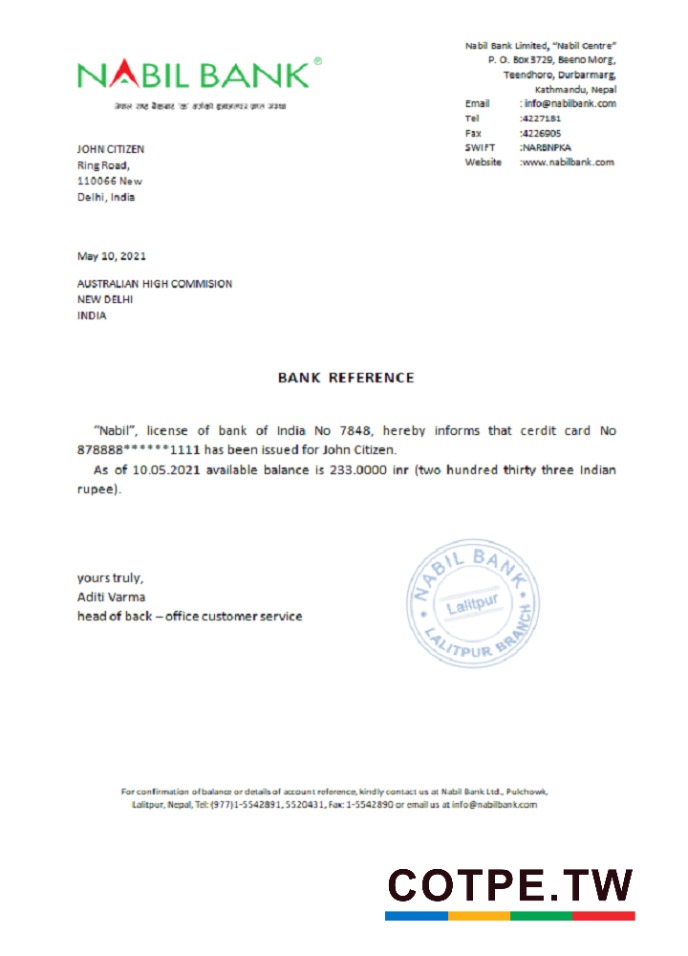 NABIL BANK®
नेपाल राष्ट्र बैंकबाट 'क' वर्गको इजाजतपत्र प्राप्त संस्था
Nabil Bank Limited, “Nabil Centre”
P. O. Box 3729, Beeno Morg,
Teendhoro, Durbarmarg,
Kathmandu, Nepal
Email : info@nabilbank.com
Tel :4227181
Fax :4226905
SWIFT :NARBNPKA
Website :www.nabilbank.com
JOHN CITIZEN
Ring Road,
110066 New
Delhi, India
May 10, 2021
AUSTRALIAN HIGH COMMISION
NEW DELHI
INDIA
BANK REFERENCE
“Nabil”, license of bank of India No 7848, hereby informs that cerdit card No
878888******1111 has been issued for John Citizen.
As of 10.05.2021 available balance is 233.0000 inr (two hundred thirty three Indian
rupee).
yours truly,
Aditi Varma
head of back – office customer service
NABIL BANK
Lalitpur
LALITPUR BRANCH
For confirmation of balance or details of account reference, kindly contact us at Nabil Bank Ltd., Pulchowk,
Lalitpur, Nepal, Tel: (977)1-5542891, 5520431, Fax: 1-5542890 or email us at info@nabilbank.com
COTPE.TW